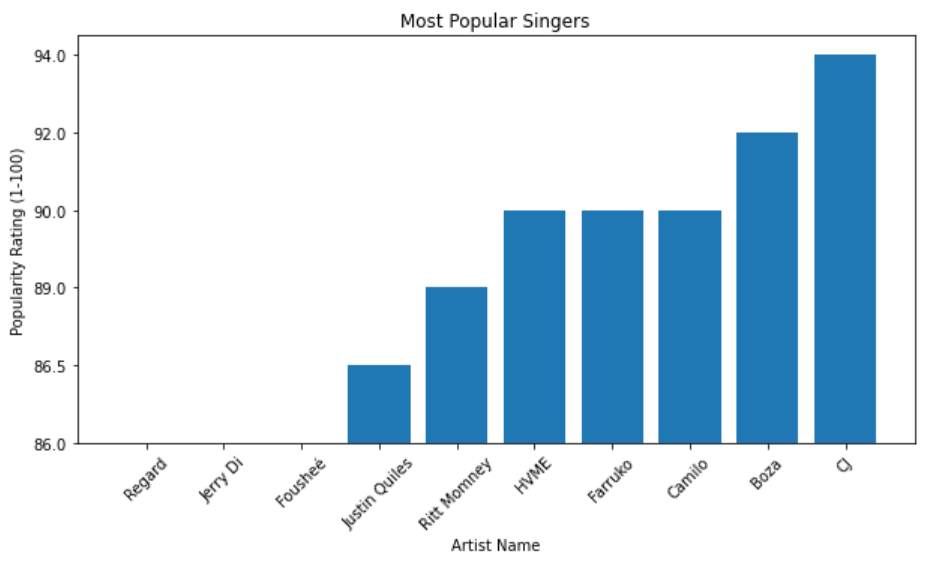 Most Popular Singers
Popularity Rating (1-100)
94.0
92.0
90.0
89.0
86.5
86.0
Regard
Jerry Di
Fousheé
Justin Quiles
Ritt Momney
HVME
Farruko
Camilo
Boza
CJ
Artist Name